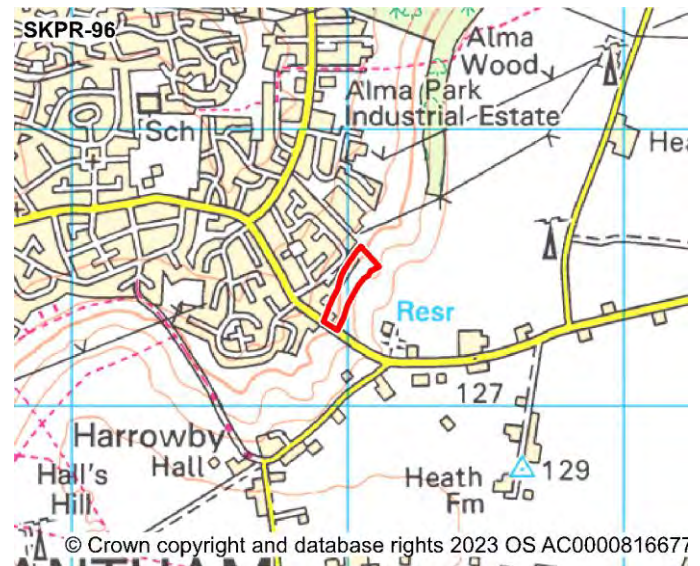 SKPR-96
Alma
Wood
Alma Park
Industrial Estate
Sch
Resr
127
Harrowby
Hall
Hall's
Hill
Heath
Fm
129
© Crown copyright and database rights 2023 OS AC0000816677